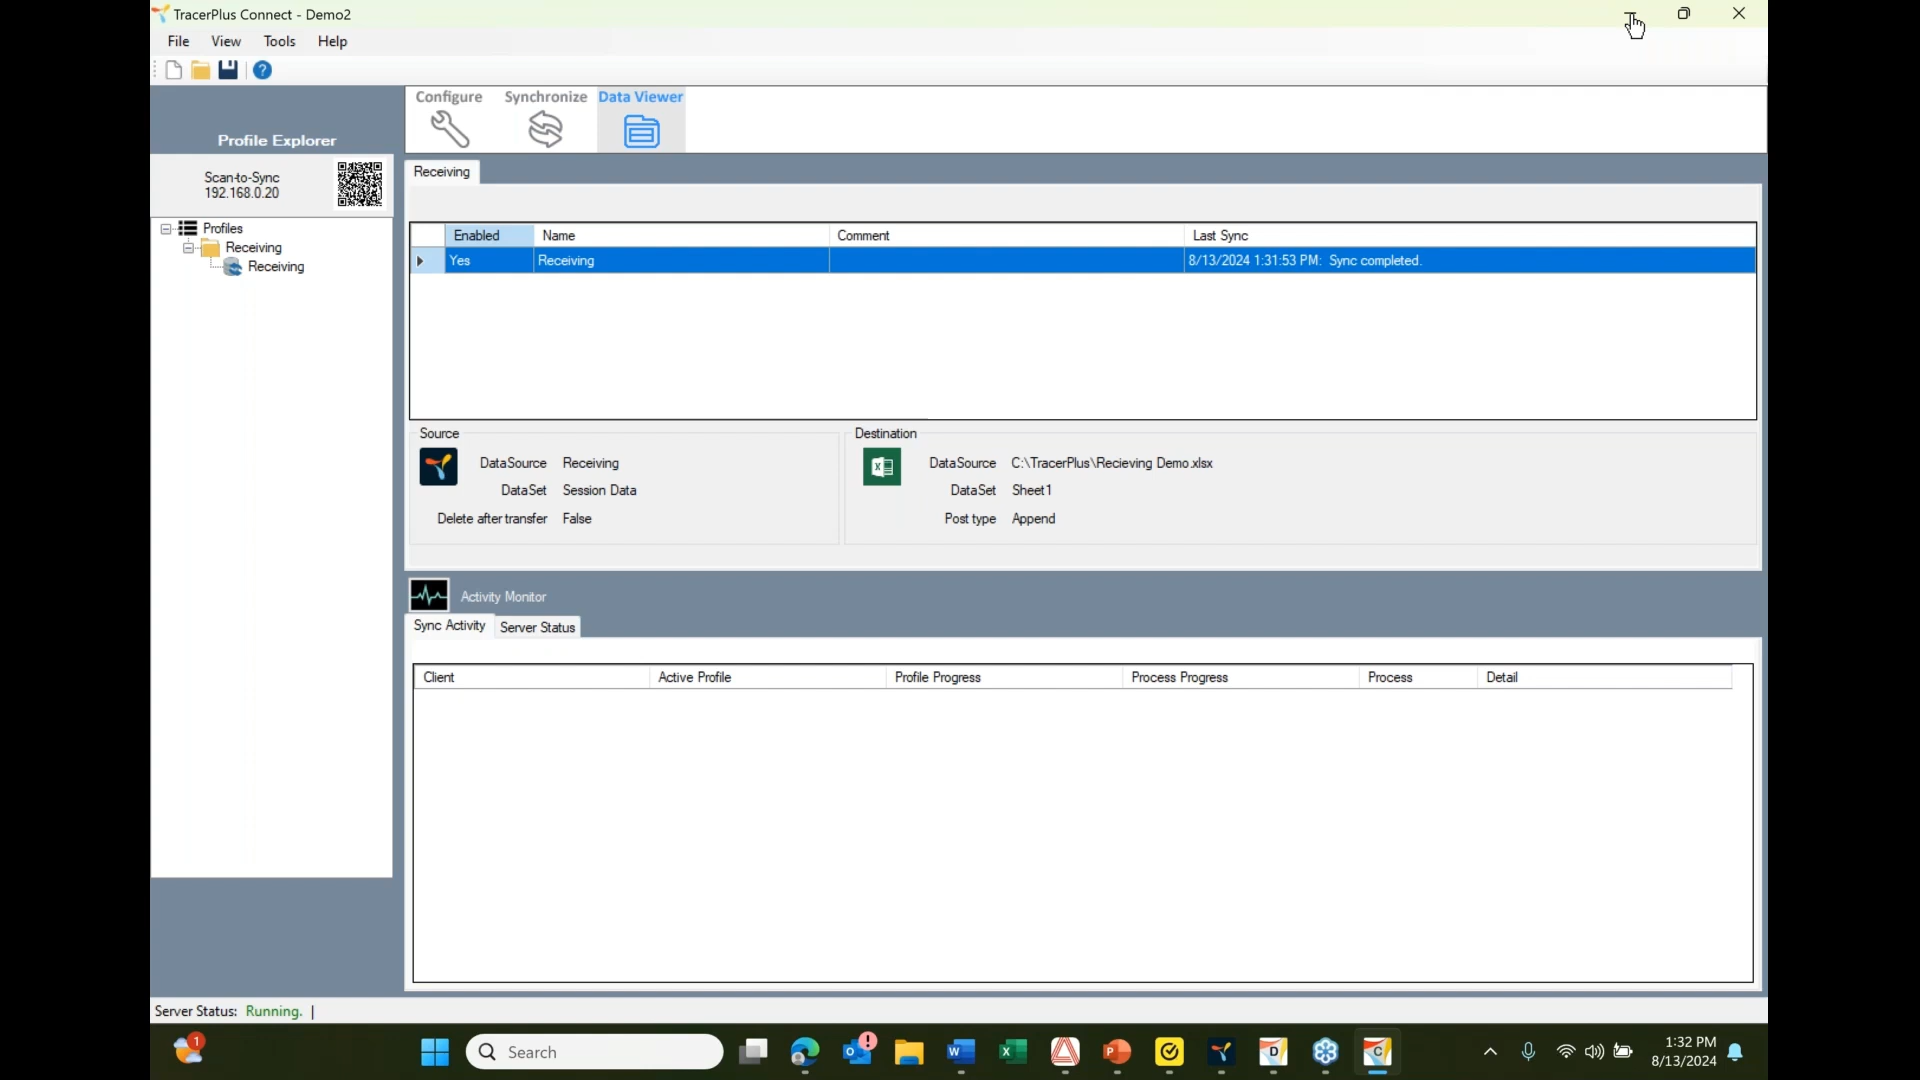 TracerPlus Connect - Demo2
File View Tools Help
?
Configure Synchronize Data Viewer
Profile Explorer
Scan-to-Sync
192.168.0.20
Receiving
Profiles
Receiving
Receiving
Enabled Name Comment Last Sync
Yes Receiving 8/13/2024 1:31:53 PM: Sync completed.
Source
DataSource Receiving
DataSet Session Data
Delete after transfer False
Destination
DataSource C:\TracerPlus\Recieving Demo.xlsx
DataSet Sheet1
Post type Append
Activity Monitor
Sync Activity Server Status
Client Active Profile Profile Progress Process Progress Process Detail
Server Status: Running. |
1
Search
1:32 PM
8/13/2024